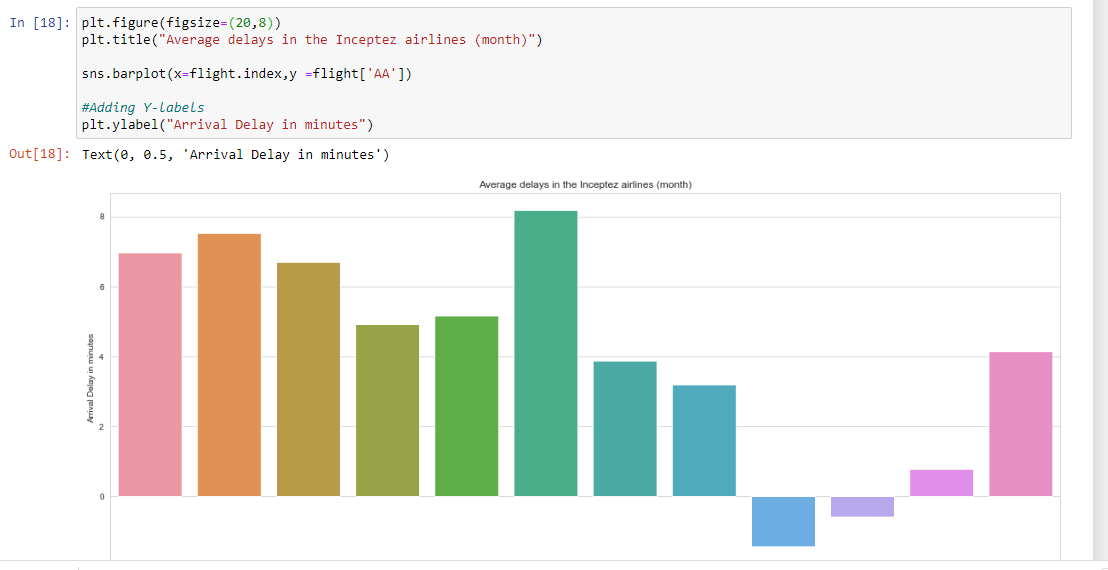 In [18]: plt.figure(figsize=(20,8))
plt.title("Average delays in the Inceptez airlines (month)")
sns.barplot(x=flight.index,y =flight['AA'])
#Adding Y-labels
plt.ylabel("Arrival Delay in minutes")
Out[18]: Text(0, 0.5, 'Arrival Delay in minutes')
Average delays in the Inceptez airlines (month)
Arrival Delay in minutes
8
6
4
2
0